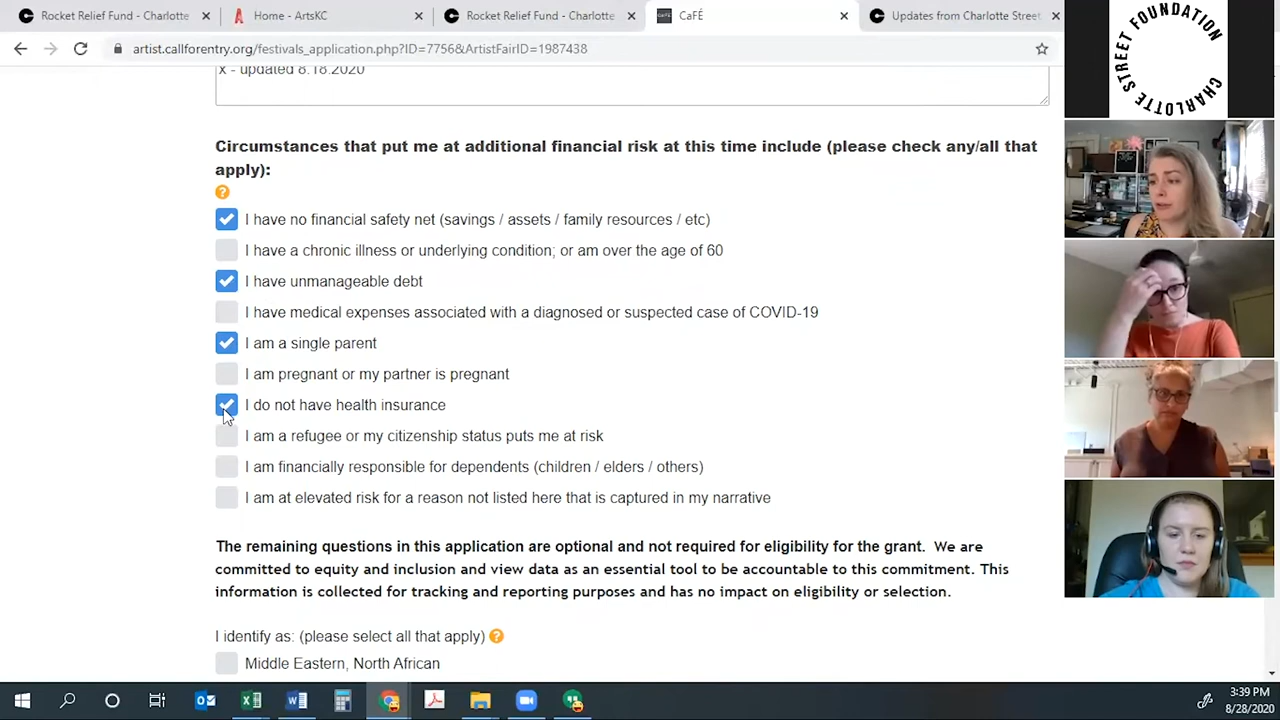 Rocket Relief Fund - Charlotte
Home - ArtsKC
Rocket Relief Fund - Charlotte
CaFÉ
Updates from Charlotte Street
artist.callforentry.org/festivals_application.php?ID=7756&ArtistFairID=1987438
x - updated 8.18.2020
Circumstances that put me at additional financial risk at this time include (please check any/all that
apply):
?
I have no financial safety net (savings / assets / family resources / etc)
I have a chronic illness or underlying condition; or am over the age of 60
I have unmanageable debt
I have medical expenses associated with a diagnosed or suspected case of COVID-19
I am a single parent
I am pregnant or my partner is pregnant
I do not have health insurance
I am a refugee or my citizenship status puts me at risk
I am financially responsible for dependents (children / elders / others)
I am at elevated risk for a reason not listed here that is captured in my narrative
The remaining questions in this application are optional and not required for eligibility for the grant. We are
committed to equity and inclusion and view data as an essential tool to be accountable to this commitment. This
information is collected for tracking and reporting purposes and has no impact on eligibility or selection.
I identify as: (please select all that apply) ?
Middle Eastern, North African
CHARLOTTE STREET FOUNDATION
3:39 PM
8/28/2020